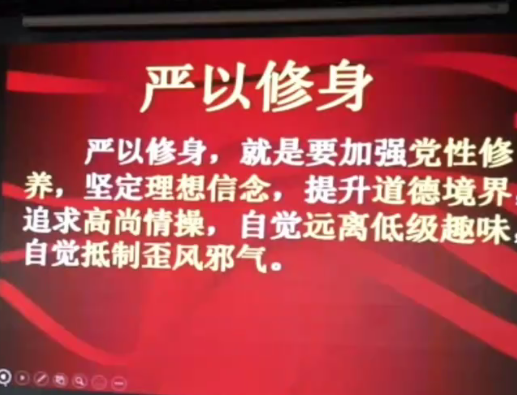 严以修身
严以修身，就是要加强党性修
养，坚定理想信念，提升道德境界，
追求高尚情操，自觉远离低级趣味，
自觉抵制歪风邪气。